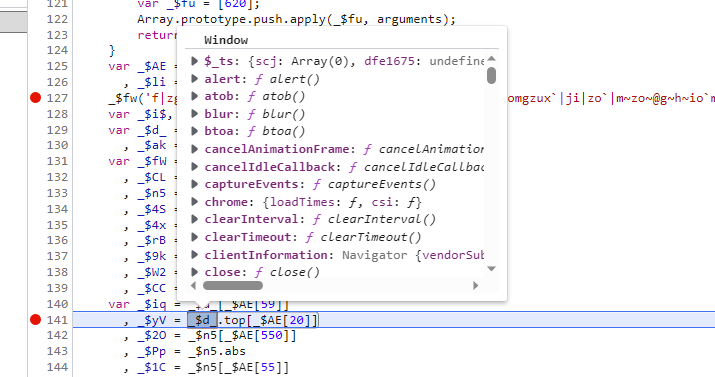 121 var _$fu = [620];
122 Array.prototype.push.apply(_$fu, arguments);
123 return
124 }
125 var _$AE =
126 , _$li =
127 _$fw('f|zg omgzux`|ji|zo`|m~zo~@g~h~io`m
128 var _$i$,
129 var _$d_ =
130 , _$ak =
131 var _$fW =
132 , _$CL =
133 , _$n5 =
134 , _$4S =
135 , _$4x =
136 , _$rB =
137 , _$9k =
138 , _$W2 =
139 , _$CC =
Window
$_ts: {scj: Array(0), dfe1675: undefine
alert: ƒ alert()
atob: ƒ atob()
blur: ƒ blur()
btoa: ƒ btoa()
cancelAnimationFrame: ƒ cancelAnimation
cancelIdleCallback: ƒ cancelIdleCallbac
captureEvents: ƒ captureEvents()
chrome: {loadTimes: ƒ, csi: ƒ}
clearInterval: ƒ clearInterval()
clearTimeout: ƒ clearTimeout()
clientInformation: Navigator {vendorSub
close: ƒ close()
140 var _$iq = _$d_[_$AE[59]]
141 , _$yV = _$d_.top[_$AE[20]]
142 , _$2O = _$n5[_$AE[550]]
143 , _$Pp = _$n5.abs
144 , _$1C = _$n5[_$AE[55]]